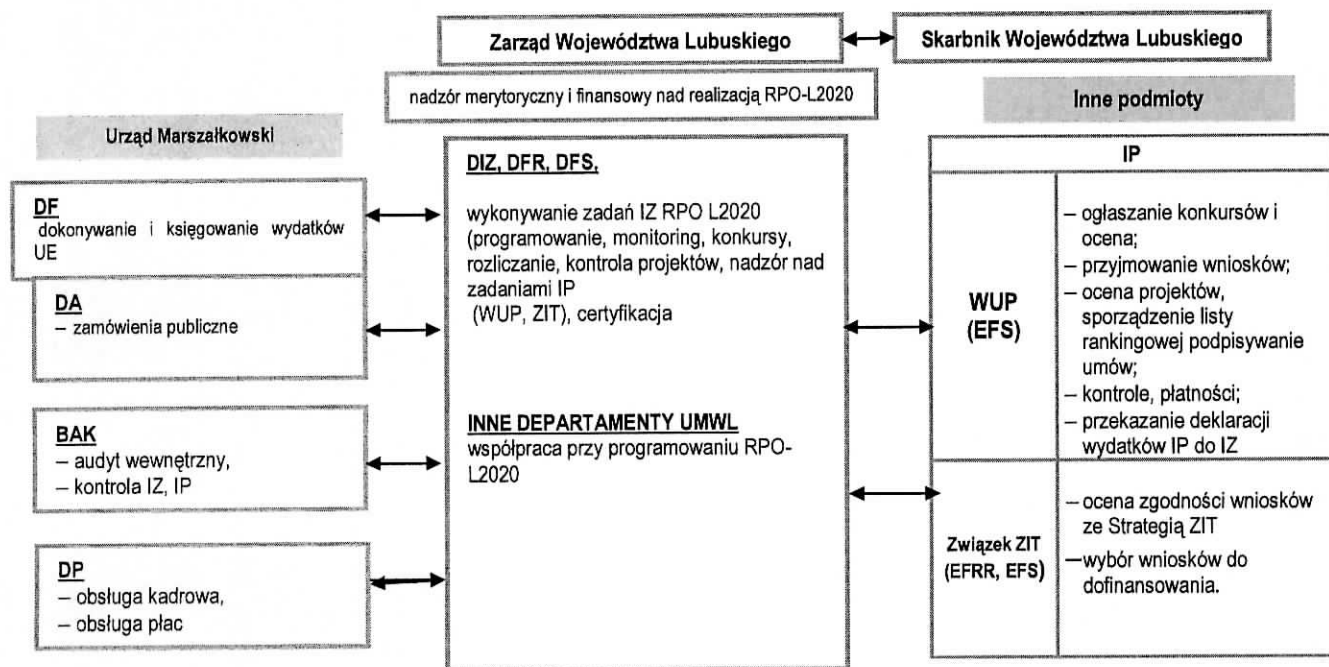 Zarząd Województwa Lubuskiego
Skarbnik Województwa Lubuskiego
nadzór merytoryczny i finansowy nad realizacją RPO-L2020
Inne podmioty
Urząd Marszałkowski
DF
dokonywanie i księgowanie wydatków
UE
DA
– zamówienia publiczne
BAK
– audyt wewnętrzny,
– kontrola IZ, IP
DP
– obsługa kadrowa,
– obsługa płac
DIZ, DFR, DFS,
wykonywanie zadań IZ RPO L2020
(programowanie, monitoring, konkursy,
rozliczanie, kontrola projektów, nadzór nad
zadaniami IP
(WUP, ZIT), certyfikacja
INNE DEPARTAMENTY UMWL
współpraca przy programowaniu RPO-
L2020
IP
WUP
(EFS)
– ogłaszanie konkursów i
ocena;
– przyjmowanie wniosków;
– ocena projektów,
sporządzenie listy
rankingowej podpisywanie
umów;
– kontrole, płatności;
– przekazanie deklaracji
wydatków IP do IZ
Związek ZIT
(EFRR, EFS)
– ocena zgodności wniosków
ze Strategią ZIT
–wybór wniosków do
dofinansowania.